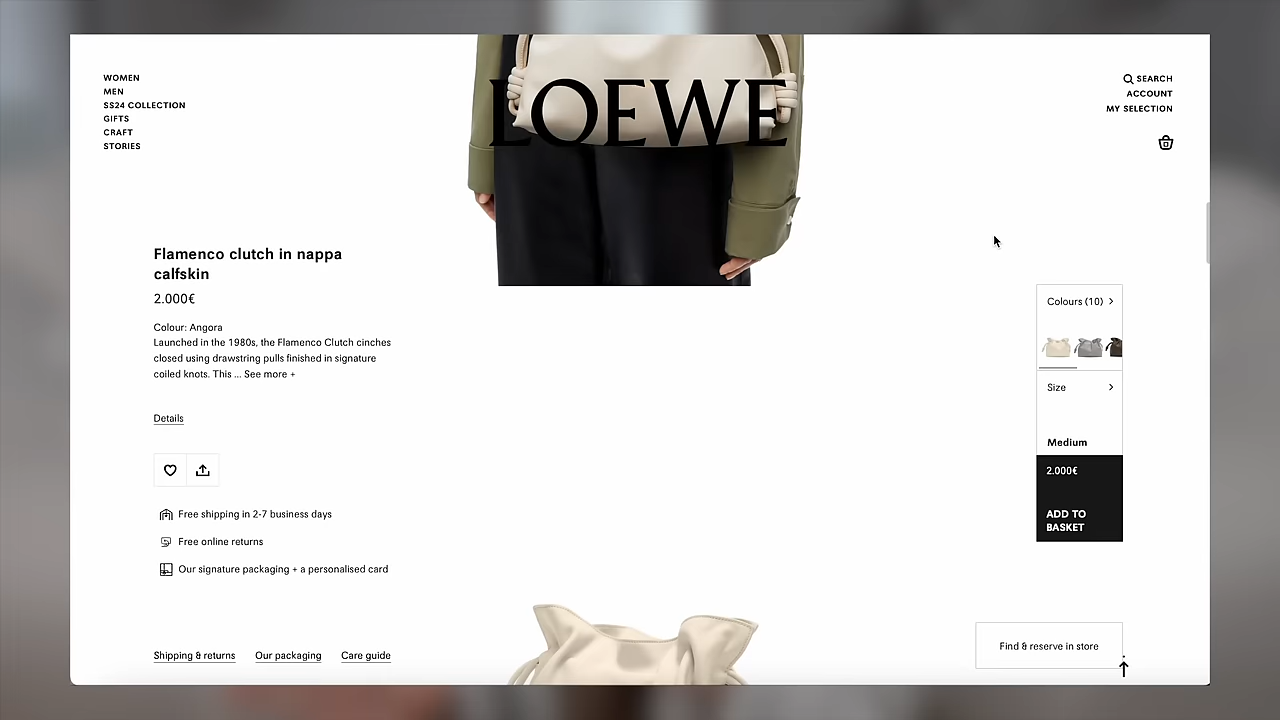 WOMEN
MEN
SS24 COLLECTION
GIFTS
CRAFT
STORIES
LOEWE
SEARCH
ACCOUNT
MY SELECTION
Flamenco clutch in nappa
calfskin
2.000€
Colour: Angora
Launched in the 1980s, the Flamenco Clutch cinches
closed using drawstring pulls finished in signature
coiled knots. This ... See more +
Details
Free shipping in 2-7 business days
Free online returns
Our signature packaging + a personalised card
Shipping & returns
Our packaging
Care guide
Colours (10)
Size
Medium
2.000€
ADD TO
BASKET
Find & reserve in store